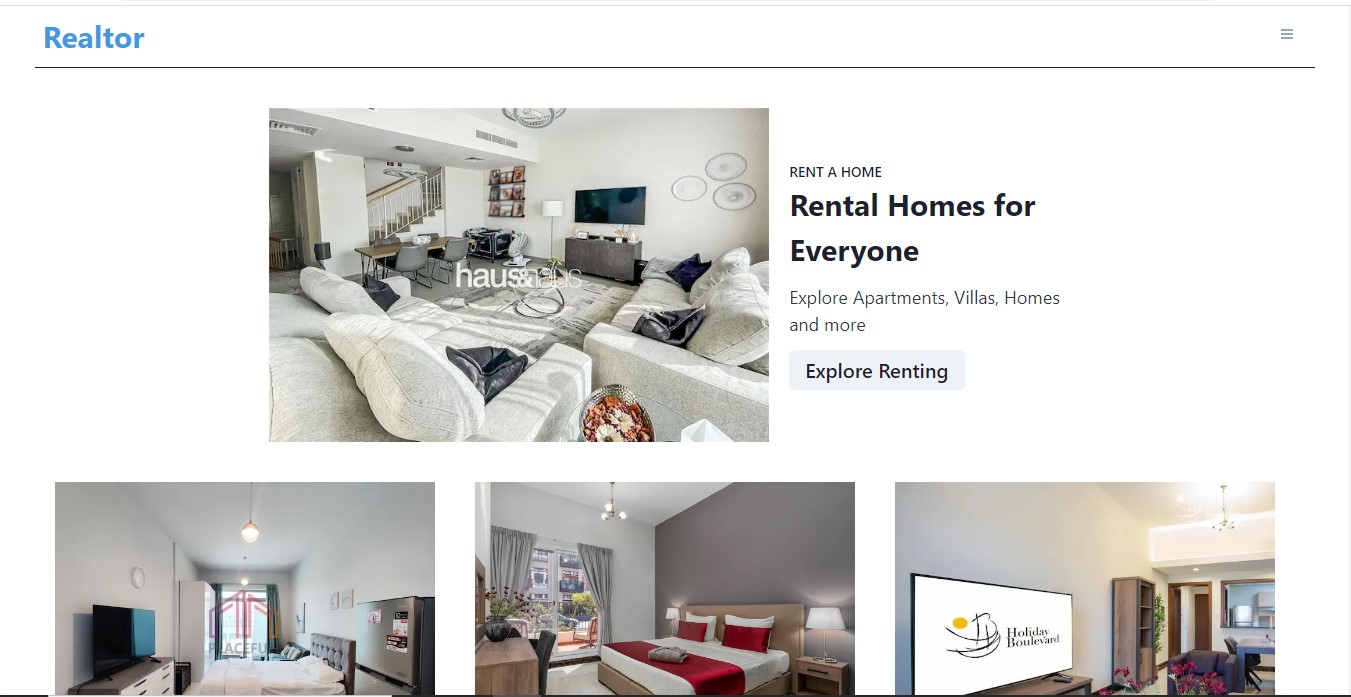 Realtor
haus&haus
RENT A HOME
Rental Homes for
Everyone
Explore Apartments, Villas, Homes
and more
Explore Renting
PEACEFUL
Holiday
Boulevard